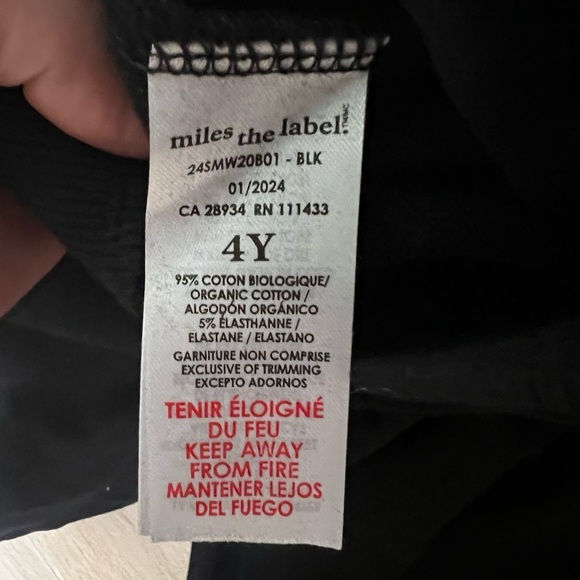 miles the label.
24SMW20B01 - BLK
01/2024
CA 28934 RN 111433
4Y
95% COTON BIOLOGIQUE/
ORGANIC COTTON /
ALGODÓN ORGÁNICO
5% ÉLASTHANNE /
ELASTANE / ELASTANO
GARNITURE NON COMPRISE
EXCLUSIVE OF TRIMMING
EXCEPTO ADORNOS
TENIR ÉLOIGNÉ
DU FEU
KEEP AWAY
FROM FIRE
MANTENER LEJOS
DEL FUEGO